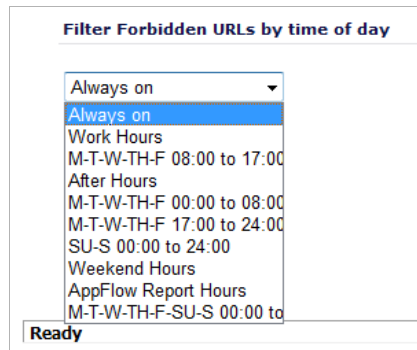 Filter Forbidden URLs by time of day
Always on
Always on
Work Hours
M-T-W-TH-F 08:00 to 17:00
After Hours
M-T-W-TH-F 00:00 to 08:00
M-T-W-TH-F 17:00 to 24:00
SU-S 00:00 to 24:00
Weekend Hours
AppFlow Report Hours
M-T-W-TH-F-SU-S 00:00 to
Ready